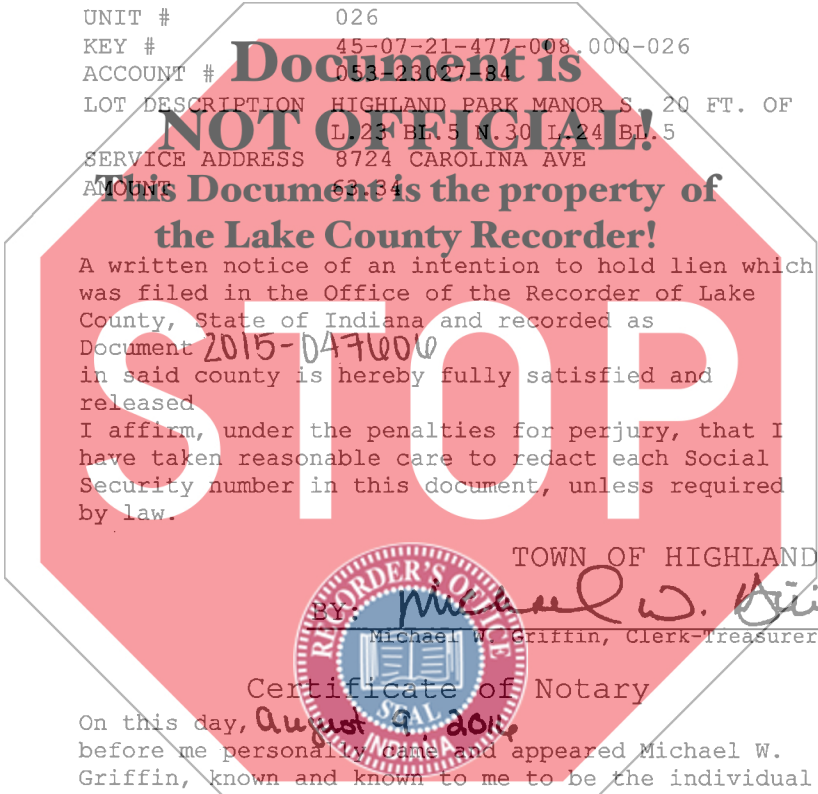 UNIT # 026
KEY # 45-07-21-477-008.000-026
Document is
ACCOUNT # 053-23027-84
LOT DESCRIPTION HIGHLAND PARK MANOR S. 20 FT. OF
NOT OFFICIAL!
L.23 BL.5 N.30 L.24 BL.5
SERVICE ADDRESS 8724 CAROLINA AVE
AMOUNT 63.34
This Document is the property of
the Lake County Recorder!
A written notice of an intention to hold lien which
was filed in the Office of the Recorder of Lake
County, State of Indiana and recorded as
Document 2015-047606
in said county is hereby fully satisfied and
released
I affirm, under the penalties for perjury, that I
have taken reasonable care to redact each Social
Security number in this document, unless required
by law.
STOP
TOWN OF HIGHLAND
BY: Michael W.
Michael W. Griffin, Clerk-Treasurer
RECORDER'S OFFICE
SEAL
INDIANA
Certificate of Notary
On this day, August 9, 2016
before me personally came and appeared Michael W.
Griffin, known and known to me to be the individual